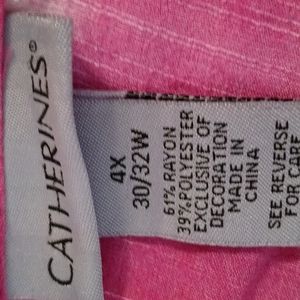 CATHERINES®
4X
30/32W
61% RAYON
39% POLYESTER
EXCLUSIVE OF
DECORATION
MADE IN
CHINA
SEE REVERSE
FOR CARE